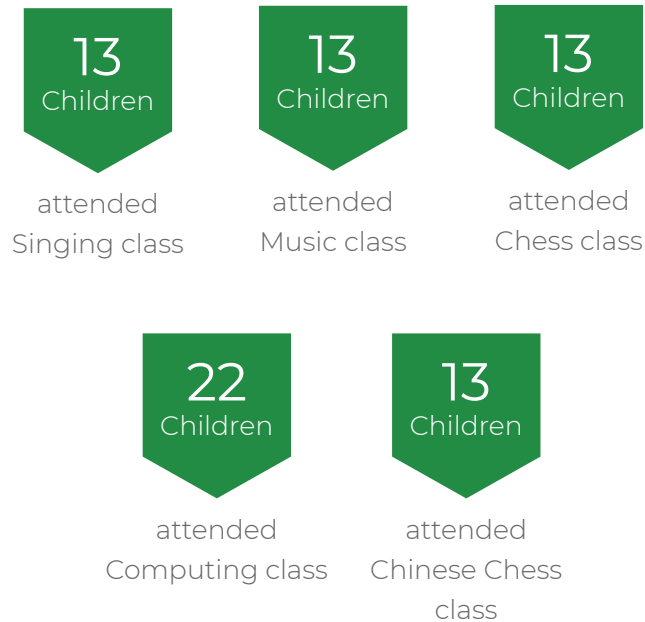 13
Children
attended
Singing class
13
Children
attended
Music class
13
Children
attended
Chess class
22
Children
attended
Computing class
13
Children
attended
Chinese Chess
class